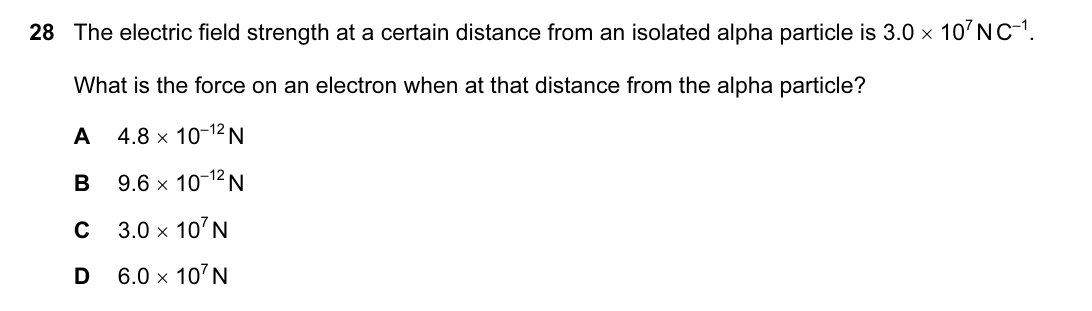 28 The electric field strength at a certain distance from an isolated alpha particle is 3.0 × 10⁷ N C⁻¹.
What is the force on an electron when at that distance from the alpha particle?
A 4.8 × 10⁻¹² N
B 9.6 × 10⁻¹² N
C 3.0 × 10⁷ N
D 6.0 × 10⁷ N